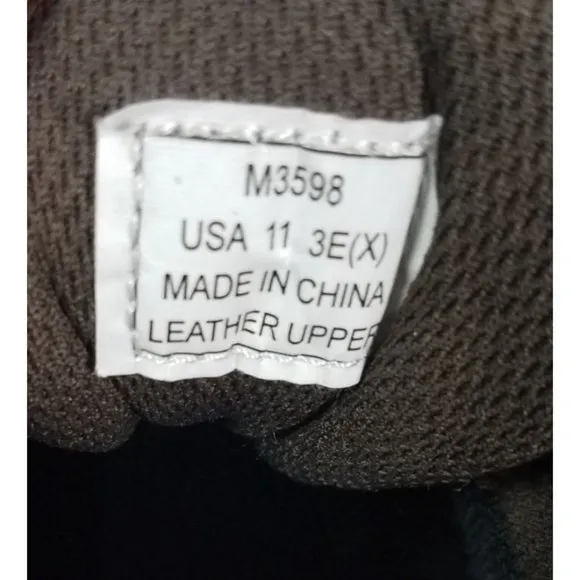 M3598
USA 11 3E(X)
MADE IN CHINA
LEATHER UPPER